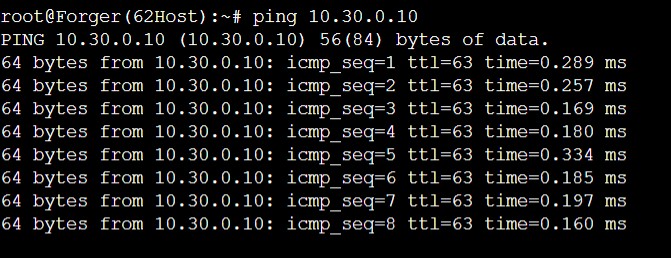 root@Forger(62Host):~# ping 10.30.0.10
PING 10.30.0.10 (10.30.0.10) 56(84) bytes of data.
64 bytes from 10.30.0.10: icmp_seq=1 ttl=63 time=0.289 ms
64 bytes from 10.30.0.10: icmp_seq=2 ttl=63 time=0.257 ms
64 bytes from 10.30.0.10: icmp_seq=3 ttl=63 time=0.169 ms
64 bytes from 10.30.0.10: icmp_seq=4 ttl=63 time=0.180 ms
64 bytes from 10.30.0.10: icmp_seq=5 ttl=63 time=0.334 ms
64 bytes from 10.30.0.10: icmp_seq=6 ttl=63 time=0.185 ms
64 bytes from 10.30.0.10: icmp_seq=7 ttl=63 time=0.197 ms
64 bytes from 10.30.0.10: icmp_seq=8 ttl=63 time=0.160 ms